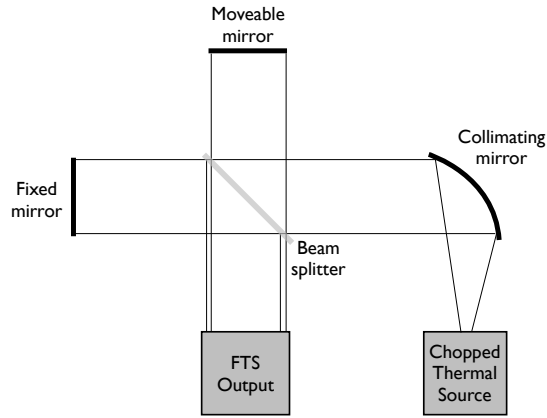 Moveable
mirror
Collimating
mirror
Fixed
mirror
Beam
splitter
FTS
Output
Chopped
Thermal
Source